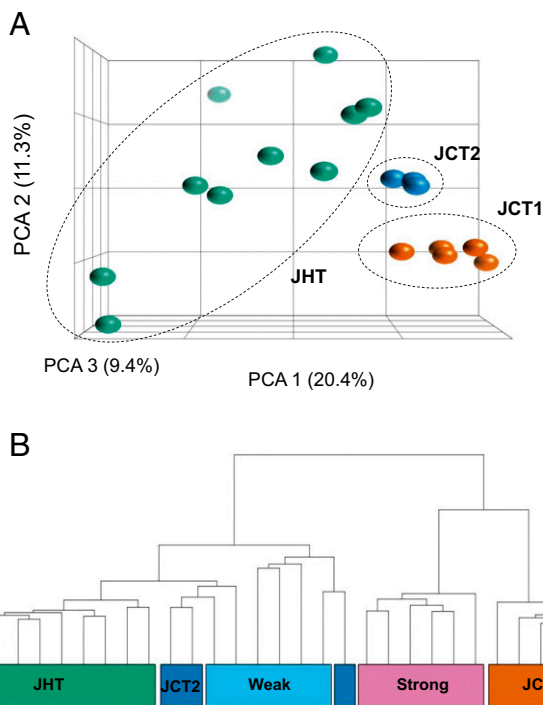 A
PCA 2 (11.3%)
JCT2
JCT1
JHT
PCA 3 (9.4%)
PCA 1 (20.4%)
B
JHT
JCT2
Weak
Strong
JC